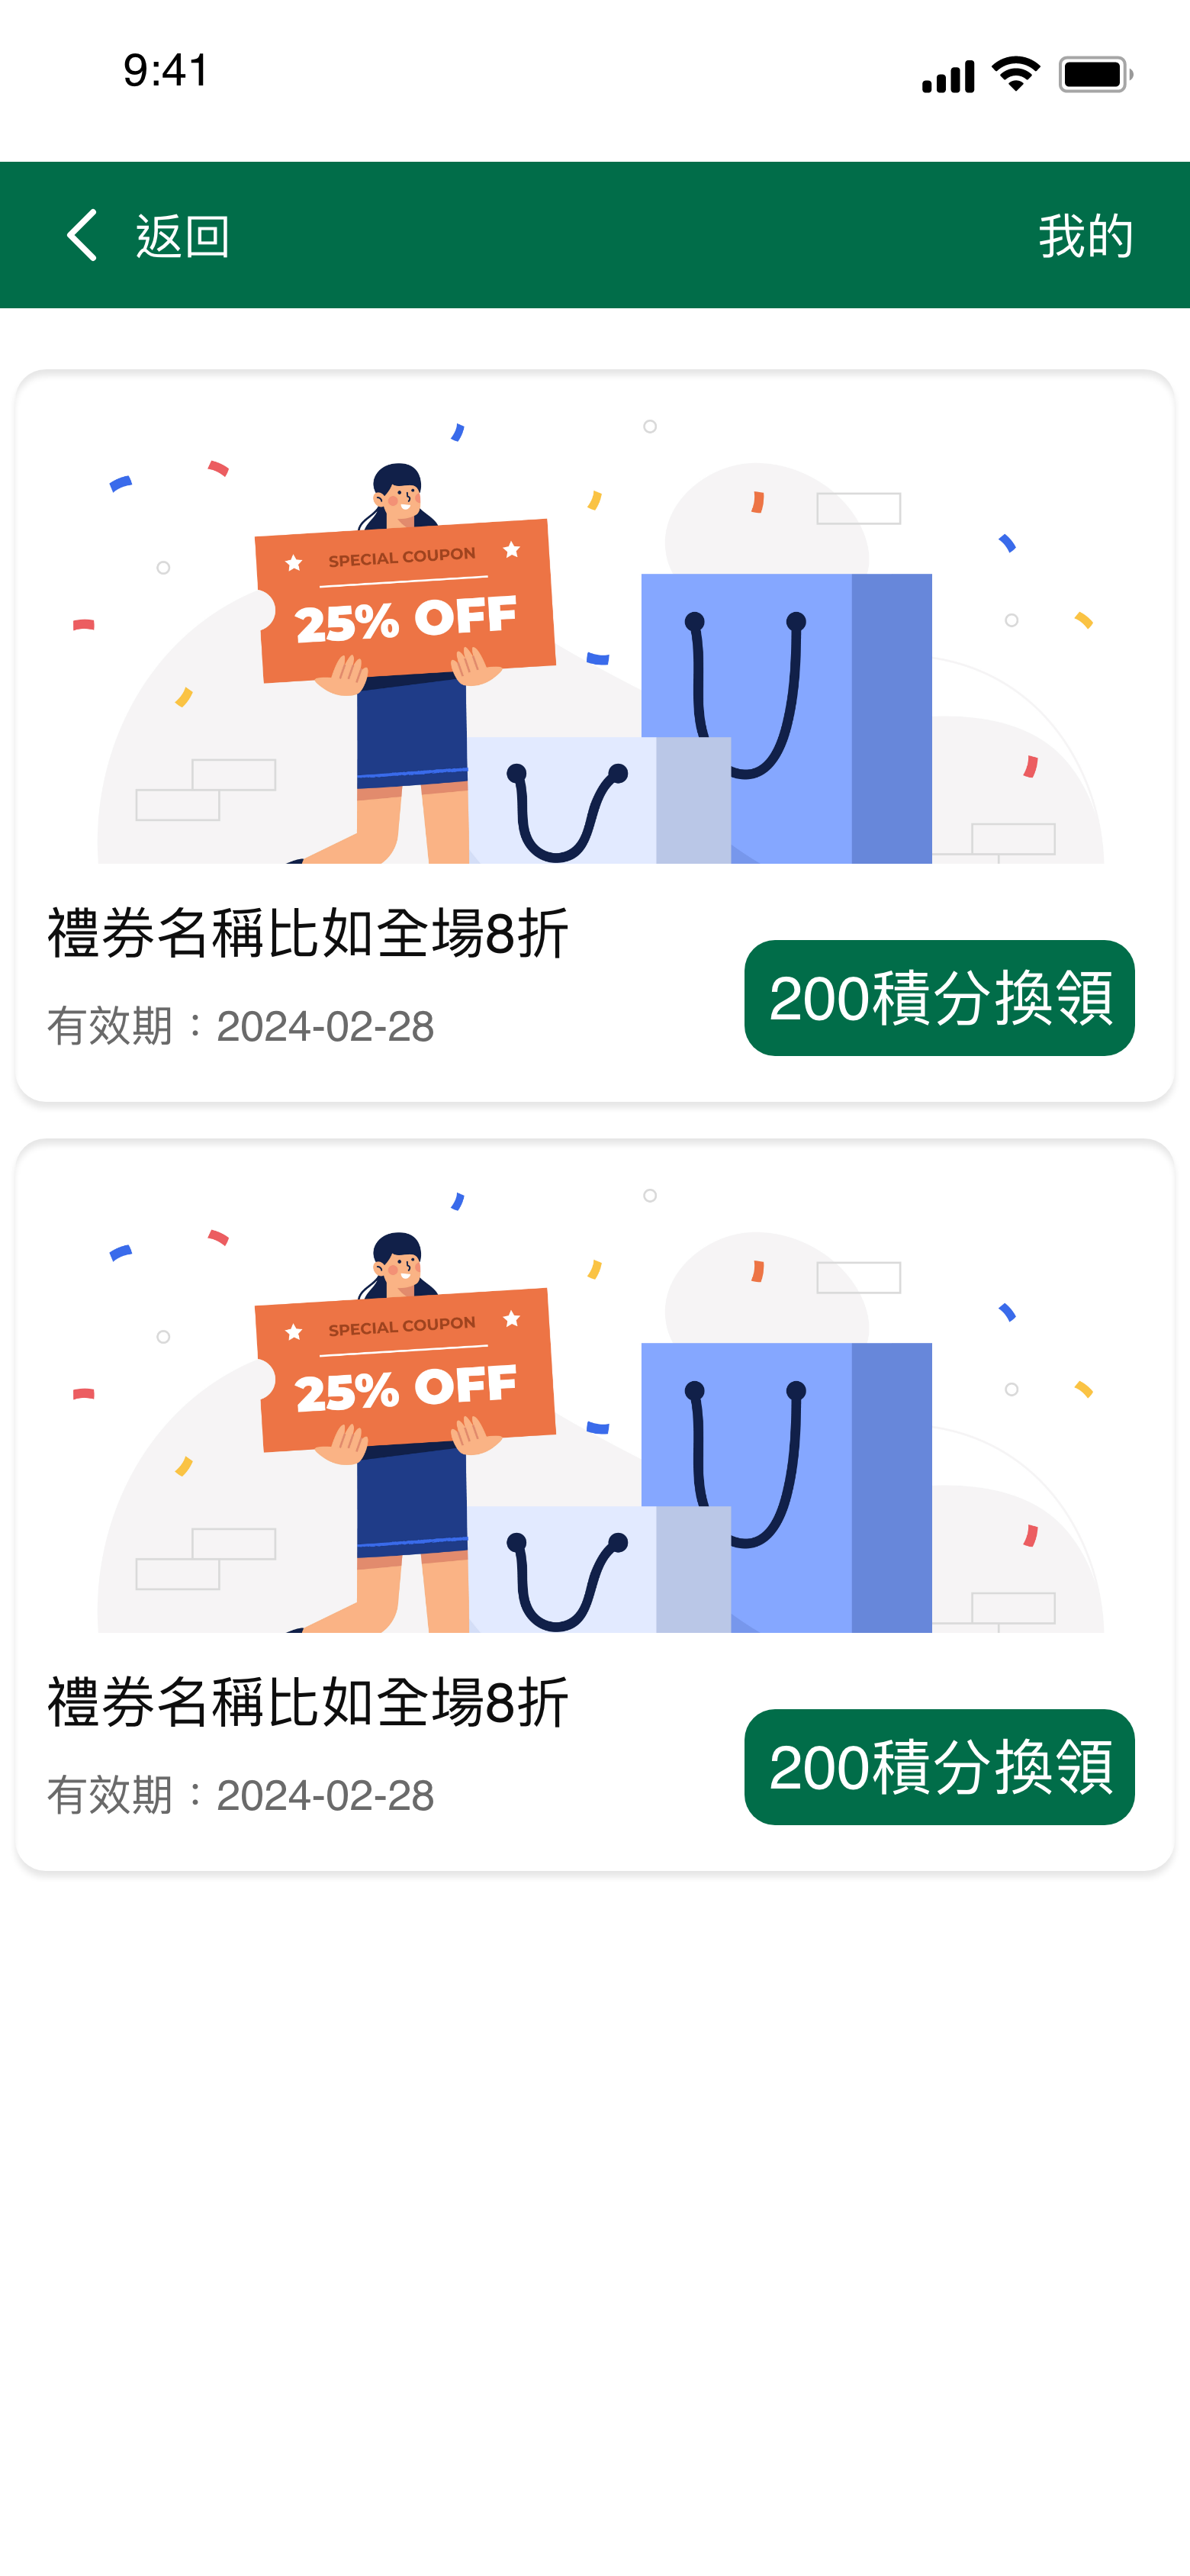 9:41
返回
我的
SPECIAL COUPON
25% OFF
禮券名稱比如全場8折
有效期：2024-02-28
200積分換領
SPECIAL COUPON
25% OFF
禮券名稱比如全場8折
有效期：2024-02-28
200積分換領